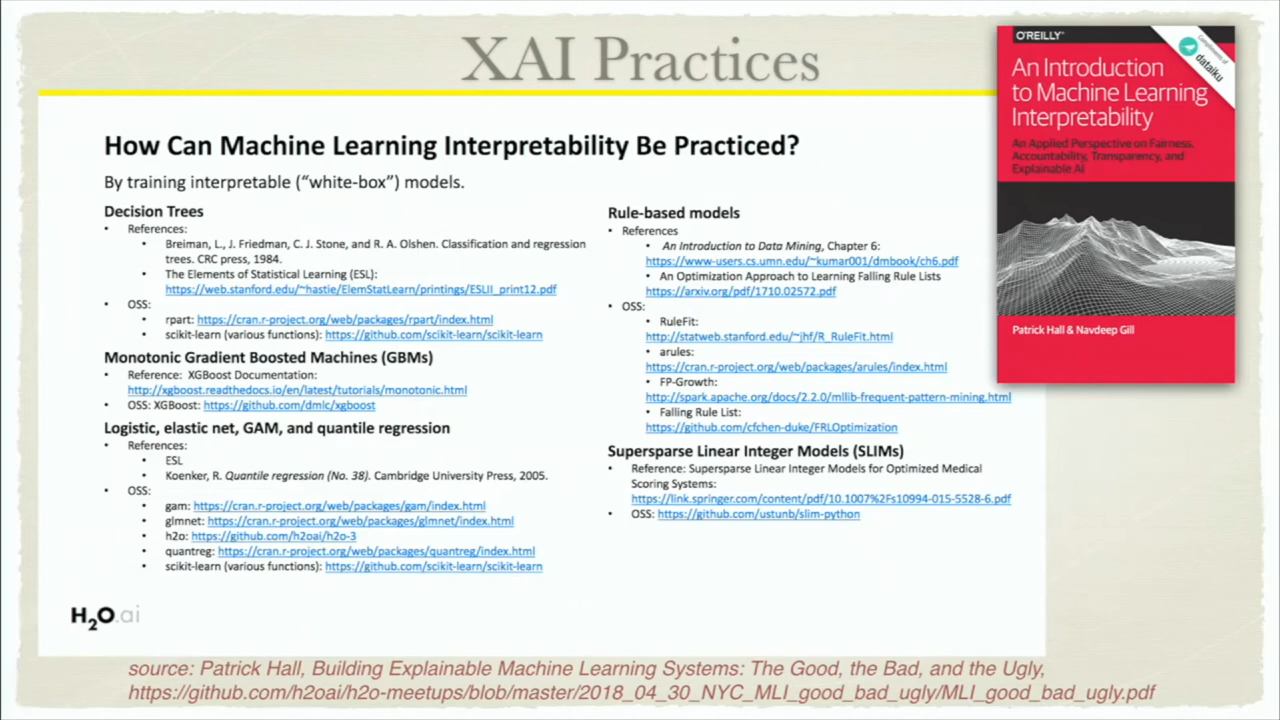 XAI Practices
How Can Machine Learning Interpretability Be Practiced?
By training interpretable (“white-box”) models.
Decision Trees
• References:
• Breiman, L., J. Friedman, C. J. Stone, and R. A. Olshen. Classification and regression
trees. CRC press, 1984.
• The Elements of Statistical Learning (ESL):
https://web.stanford.edu/~hastie/ElemStatLearn/printings/ESLII_print12.pdf
• OSS:
• rpart: https://cran.r-project.org/web/packages/rpart/index.html
• scikit-learn (various functions): https://github.com/scikit-learn/scikit-learn
Monotonic Gradient Boosted Machines (GBMs)
• Reference: XGBoost Documentation:
http://xgboost.readthedocs.io/en/latest/tutorials/monotonic.html
• OSS: XGBoost: https://github.com/dmlc/xgboost
Logistic, elastic net, GAM, and quantile regression
• References:
• ESL
• Koenker, R. Quantile regression (No. 38). Cambridge University Press, 2005.
• OSS:
• gam: https://cran.r-project.org/web/packages/gam/index.html
• glmnet: https://cran.r-project.org/web/packages/glmnet/index.html
• h2o: https://github.com/h2oai/h2o-3
• quantreg: https://cran.r-project.org/web/packages/quantreg/index.html
• scikit-learn (various functions): https://github.com/scikit-learn/scikit-learn
Rule-based models
• References
• An Introduction to Data Mining, Chapter 6:
https://www-users.cs.umn.edu/~kumar001/dmbook/ch6.pdf
• An Optimization Approach to Learning Falling Rule Lists
https://arxiv.org/pdf/1710.02572.pdf
• OSS:
• RuleFit:
http://statweb.stanford.edu/~jhf/R_RuleFit.html
• arules:
https://cran.r-project.org/web/packages/arules/index.html
• FP-Growth:
http://spark.apache.org/docs/2.2.0/mllib-frequent-pattern-mining.html
• Falling Rule List:
https://github.com/cfchen-duke/FRLOptimization
Supersparse Linear Integer Models (SLIMs)
• Reference: Supersparse Linear Integer Models for Optimized Medical
Scoring Systems:
https://link.springer.com/content/pdf/10.1007%2Fs10994-015-5528-6.pdf
• OSS: https://github.com/ustunb/slim-python
O'REILLY®
Compliments of
dataiku
An Introduction
to Machine Learning
Interpretability
An Applied Perspective on Fairness,
Accountability, Transparency, and
Explainable AI
Patrick Hall & Navdeep Gill
H2O.ai
source: Patrick Hall, Building Explainable Machine Learning Systems: The Good, the Bad, and the Ugly,
https://github.com/h2oai/h2o-meetups/blob/master/2018_04_30_NYC_MLI_good_bad_ugly/MLI_good_bad_ugly.pdf